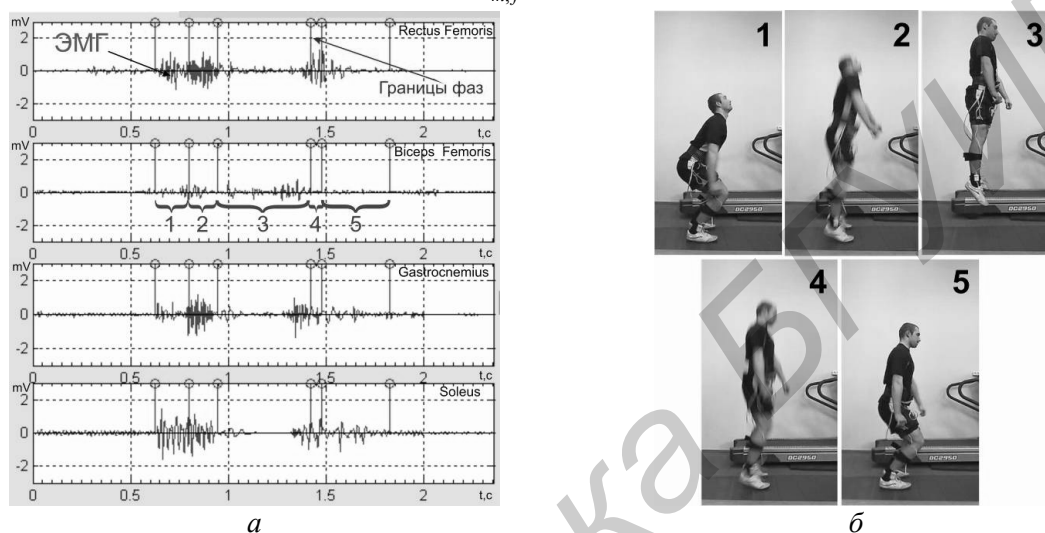 m,j
mV
2
0
-2
ЭМГ
Rectus Femoris
Границы фаз
0 0.5 1 1.5 2 t,c
mV
2
0
-2
Biceps Femoris
1 2 3 4 5
0 0.5 1 1.5 2 t,c
mV
2
0
-2
Gastrocnemius
0 0.5 1 1.5 2 t,c
mV
2
0
-2
Soleus
0 0.5 1 1.5 2 t,c
а
1 2 3
DC2950 DC2950
4 5
DC2950 DC2950
б
ка БГУИР